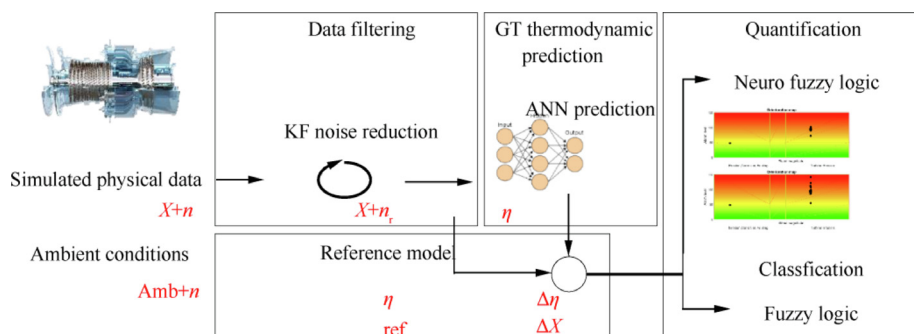 Data filtering
GT thermodynamic
prediction
Quantification
Neuro fuzzy logic
ANN prediction
Input
Output
KF noise reduction
Simulated physical data
X+n
X+nr
η
Ambient conditions
Reference model
Amb+n
η
Δη
ref
ΔX
Classfication
Fuzzy logic